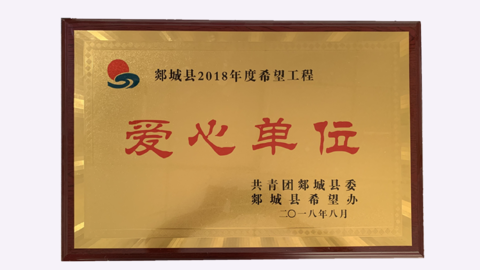 郯城县2018年度希望工程
爱心单位
共青团郯城县委
郯城县希望办
二〇一八年八月